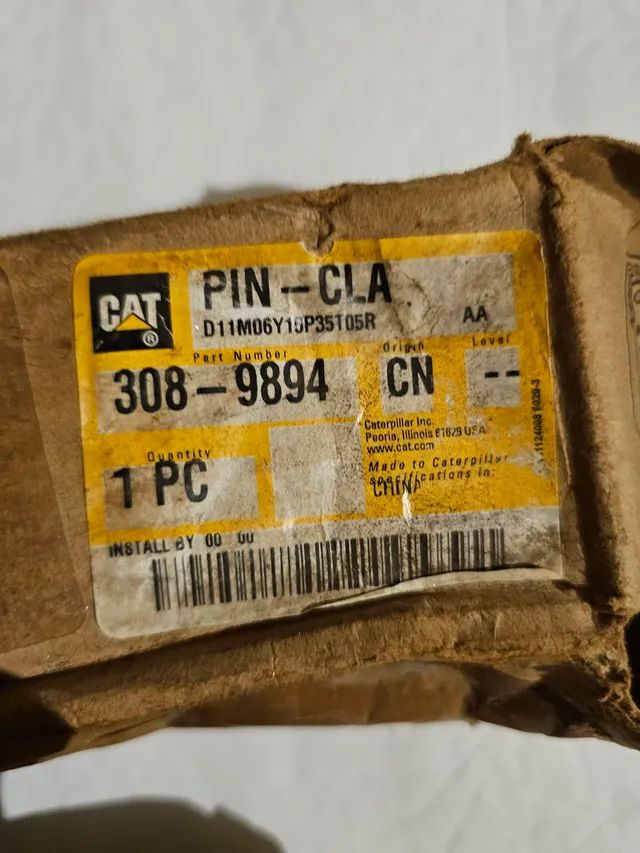 CAT
®
PIN-CLA
D11M06Y15P35T05R
AA
Part Number
308-9894
Origin
CN
Level
--
Quantity
1 PC
Caterpillar Inc.
Peoria, Illinois 61629 USA
www.cat.com
Made to Caterpillar
specifications in:
CHINA
INSTALL BY 00 00